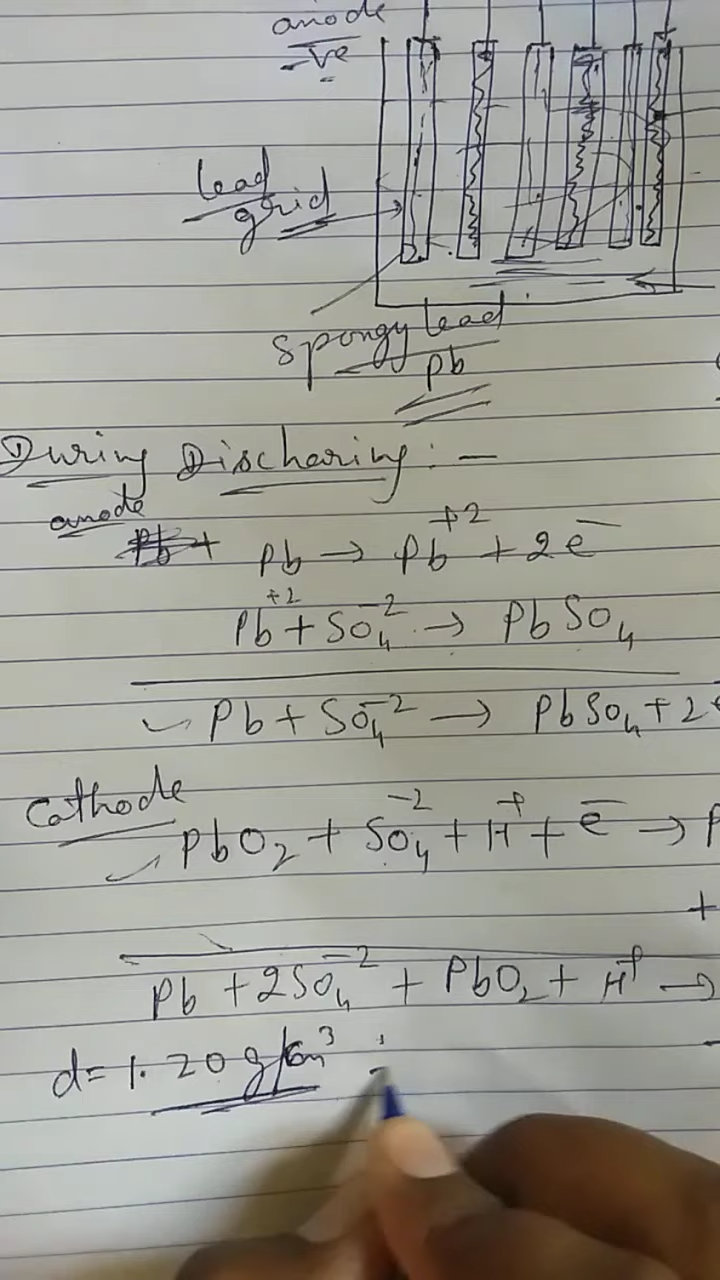 anode
-ve
lead
grid
spongy lead
Pb
During Discharing : —
anode
Pb + Pb → Pb⁺² + 2e⁻
Pb⁺² + SO₄⁻² → PbSO₄
Pb + SO₄⁻² → PbSO₄ + 2
Cathode
PbO₂ + SO₄⁻² + H⁺ + e⁻ → P
+
Pb + 2SO₄⁻² + PbO₂ + H⁺ →
d = 1.20 g/cm³